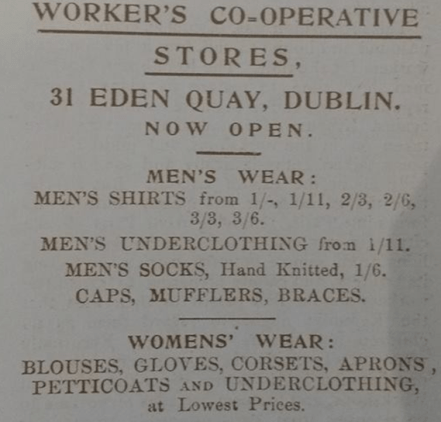 WORKER'S CO=OPERATIVE
STORES,
31 EDEN QUAY, DUBLIN.
NOW OPEN.
MEN'S WEAR:
MEN'S SHIRTS from 1/-, 1/11, 2/3, 2/6,
3/3, 3/6.
MEN'S UNDERCLOTHING from 1/11.
MEN'S SOCKS, Hand Knitted, 1/6.
CAPS, MUFFLERS, BRACES.
WOMENS' WEAR:
BLOUSES, GLOVES, CORSETS, APRONS,
PETTICOATS AND UNDERCLOTHING,
at Lowest Prices.